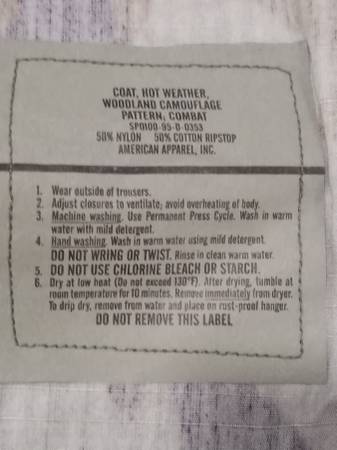 COAT, HOT WEATHER,
WOODLAND CAMOUFLAGE
PATTERN, COMBAT
SPO100-95-D-0353
50% NYLON 50% COTTON RIPSTOP
AMERICAN APPAREL, INC.
1. Wear outside of trousers.
2. Adjust closures to ventilate; avoid overheating of body.
3. Machine washing. Use Permanent Press Cycle. Wash in warm
water with mild detergent.
4. Hand washing. Wash in warm water using mild detergent.
DO NOT WRING OR TWIST. Rinse in clean warm water.
5. DO NOT USE CHLORINE BLEACH OR STARCH.
6. Dry at low heat (Do not exceed 130°F). After drying, tumble at
room temperature for 10 minutes. Remove immediately from dryer.
To drip dry, remove from water and place on rust-proof hanger.
DO NOT REMOVE THIS LABEL